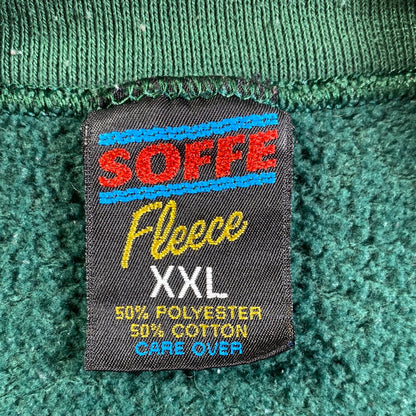 SOFFE
Fleece
XXL
50% POLYESTER
50% COTTON
CARE OVER